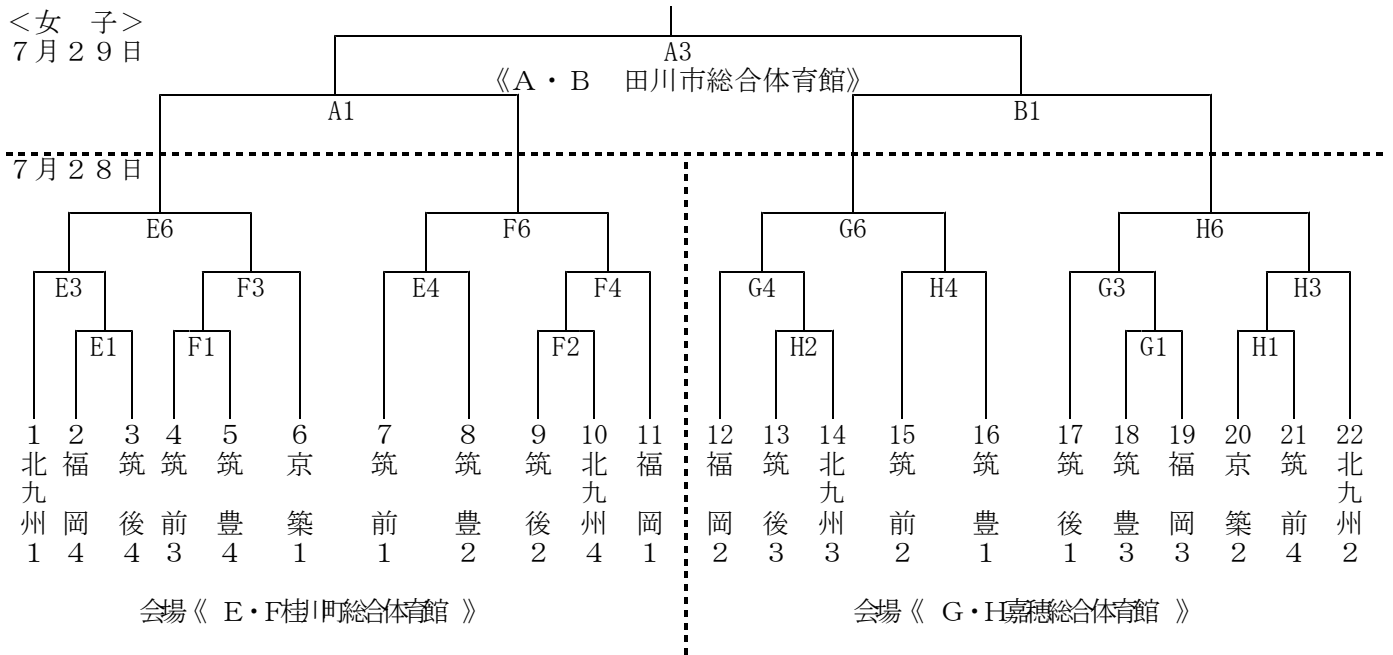 ＜女　子＞
７月２９日
A3
《Ａ・Ｂ　田川市総合体育館》
A1
B1
７月２８日
E6
F6
G6
H6
E3
F3
E4
F4
G4
H4
G3
H3
E1
F1
F2
H2
G1
H1
1 北九州１
2 福岡４
3 筑後４
4 筑前３
5 筑豊４
6 京築１
7 筑前１
8 筑豊２
9 筑後２
10 北九州４
11 福岡１
12 福岡２
13 筑後３
14 北九州３
15 筑前２
16 筑豊１
17 筑後１
18 筑豊３
19 福岡３
20 京築２
21 筑前４
22 北九州２
会場《 Ｅ・Ｆ桂川町総合体育館 》
会場《 Ｇ・Ｈ嘉穂総合体育館 》